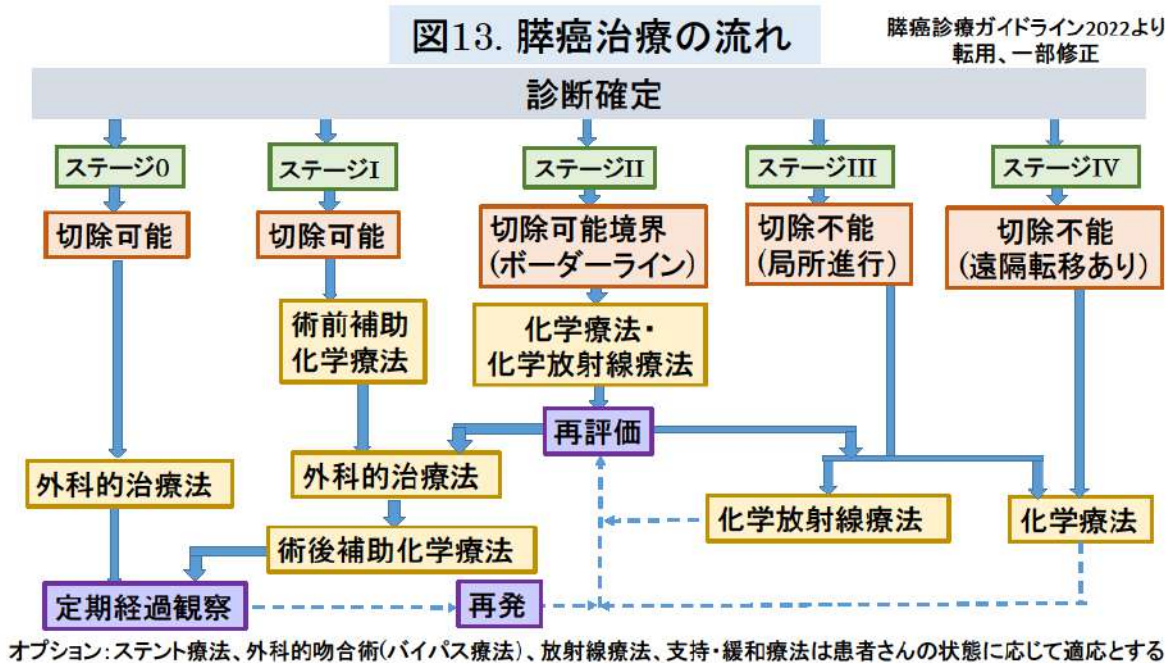 図13. 膵癌治療の流れ
膵癌診療ガイドライン2022より
転用、一部修正
診断確定
ステージ0
ステージI
ステージII
ステージIII
ステージIV
切除可能
切除可能
切除可能境界
(ボーダーライン)
切除不能
(局所進行)
切除不能
(遠隔転移あり)
術前補助
化学療法
化学療法・
化学放射線療法
再評価
外科的治療法
外科的治療法
化学放射線療法
化学療法
術後補助化学療法
定期経過観察
再発
オプション:ステント療法、外科的吻合術(バイパス療法)、放射線療法、支持・緩和療法は患者さんの状態に応じて適応とする